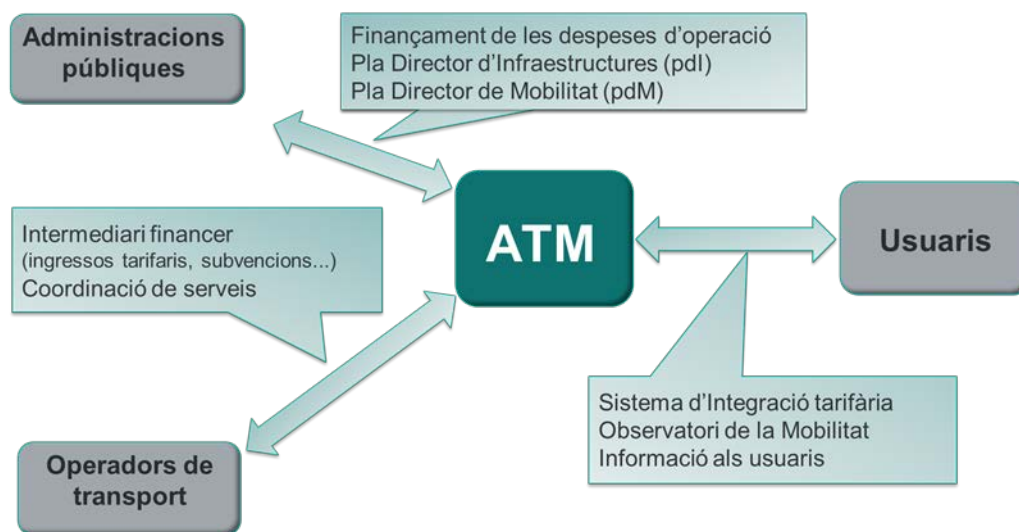 Administracions
públiques
Finançament de les despeses d'operació
Pla Director d'Infraestructures (pdI)
Pla Director de Mobilitat (pdM)
Intermediari financer
(ingressos tarifaris, subvencions...)
Coordinació de serveis
ATM
Usuaris
Sistema d'Integració tarifària
Observatori de la Mobilitat
Informació als usuaris
Operadors de
transport